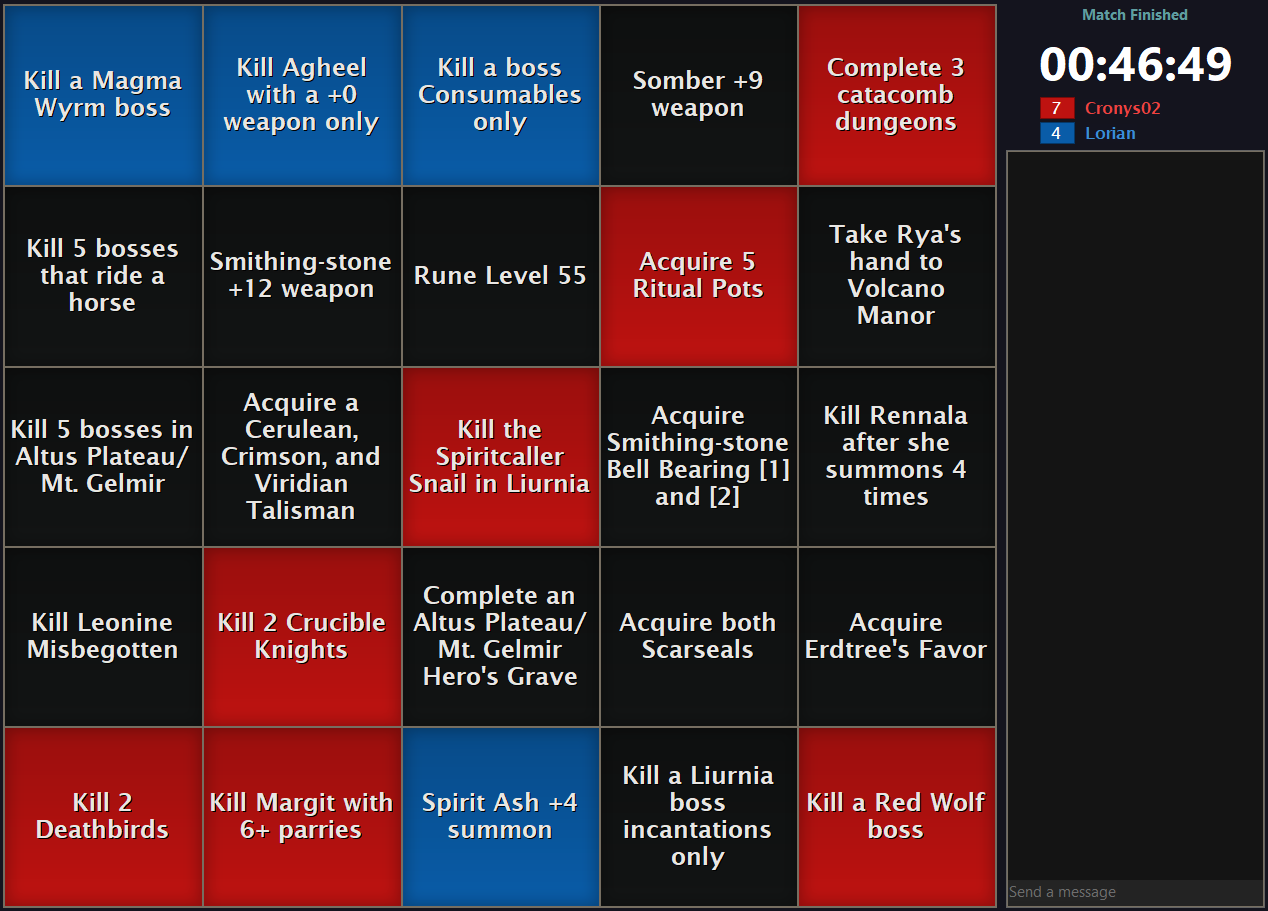 Kill a Magma
Wyrm boss
Kill Agheel
with a +0
weapon only
Kill a boss
Consumables
only
Somber +9
weapon
Complete 3
catacomb
dungeons
Kill 5 bosses
that ride a
horse
Smithing-stone
+12 weapon
Rune Level 55
Acquire 5
Ritual Pots
Take Rya's
hand to
Volcano
Manor
Kill 5 bosses in
Altus Plateau/
Mt. Gelmir
Acquire a
Cerulean,
Crimson, and
Viridian
Talisman
Kill the
Spiritcaller
Snail in Liurnia
Acquire
Smithing-stone
Bell Bearing [1]
and [2]
Kill Rennala
after she
summons 4
times
Kill Leonine
Misbegotten
Kill 2 Crucible
Knights
Complete an
Altus Plateau/
Mt. Gelmir
Hero's Grave
Acquire both
Scarseals
Acquire
Erdtree's Favor
Kill 2
Deathbirds
Kill Margit with
6+ parries
Spirit Ash +4
summon
Kill a Liurnia
boss
incantations
only
Kill a Red Wolf
boss
Match Finished
00:46:49
7 Cronys02
4 Lorian
Send a message